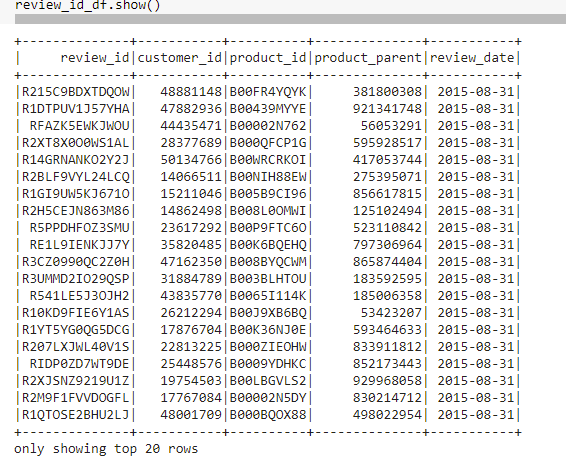 review_id_df.show()
+--------------+-----------+----------+--------------+-----------+
|     review_id|customer_id|product_id|product_parent|review_date|
+--------------+-----------+----------+--------------+-----------+
|R215C9BDXTDQOW|   48881148|B00FR4YQYK|     381800308| 2015-08-31|
|R1DTPUV1J57YHA|   47882936|B00439MYYE|     921341748| 2015-08-31|
| RFAZK5EWKJWOU|   44435471|B00002N762|      56053291| 2015-08-31|
|R2XT8X0O0WS1AL|   28377689|B000QFCP1G|     595928517| 2015-08-31|
|R14GRNANKO2Y2J|   50134766|B00WRCRKOI|     417053744| 2015-08-31|
|R2BLF9VYL24LCQ|   14066511|B00NIH88EW|     275395071| 2015-08-31|
|R1GI9UW5KJ671O|   15211046|B005B9CI96|     856617815| 2015-08-31|
|R2H5CEJN863M86|   14862498|B008L0OMWI|     125102494| 2015-08-31|
| R5PPDHFOZ3SMU|   23617292|B00P9FTC6O|     523110842| 2015-08-31|
| RE1L9IENKJJ7Y|   35820485|B00K6BQEHQ|     797306964| 2015-08-31|
|R3CZ0990QC2Z0H|   47162350|B008BYQCWM|     865874404| 2015-08-31|
|R3UMMD2IO29QSP|   31884789|B003BLHTOU|     183592595| 2015-08-31|
| R541LE5J3OJH2|   43835770|B0065I114K|     185006358| 2015-08-31|
|R10KD9FIE6Y1AS|   26212294|B00J9XB6BQ|      53423207| 2015-08-31|
|R1YT5YG0QG5DCG|   17876704|B00K36NJ0E|     593464633| 2015-08-31|
|R207LXJWL40V1S|   22813225|B000ZIEOHW|     833911812| 2015-08-31|
| RIDP0ZD7WT9DE|   25448576|B0009YDHKC|     852173443| 2015-08-31|
|R2XJSNZ9219U1Z|   19754503|B00LBGVLS2|     929968058| 2015-08-31|
|R2M9F1FVVDOGFL|   17767084|B00002N5DY|     830214712| 2015-08-31|
|R1QTOSE2BHU2LJ|   48001709|B000BQOX88|     498022954| 2015-08-31|
+--------------+-----------+----------+--------------+-----------+
only showing top 20 rows